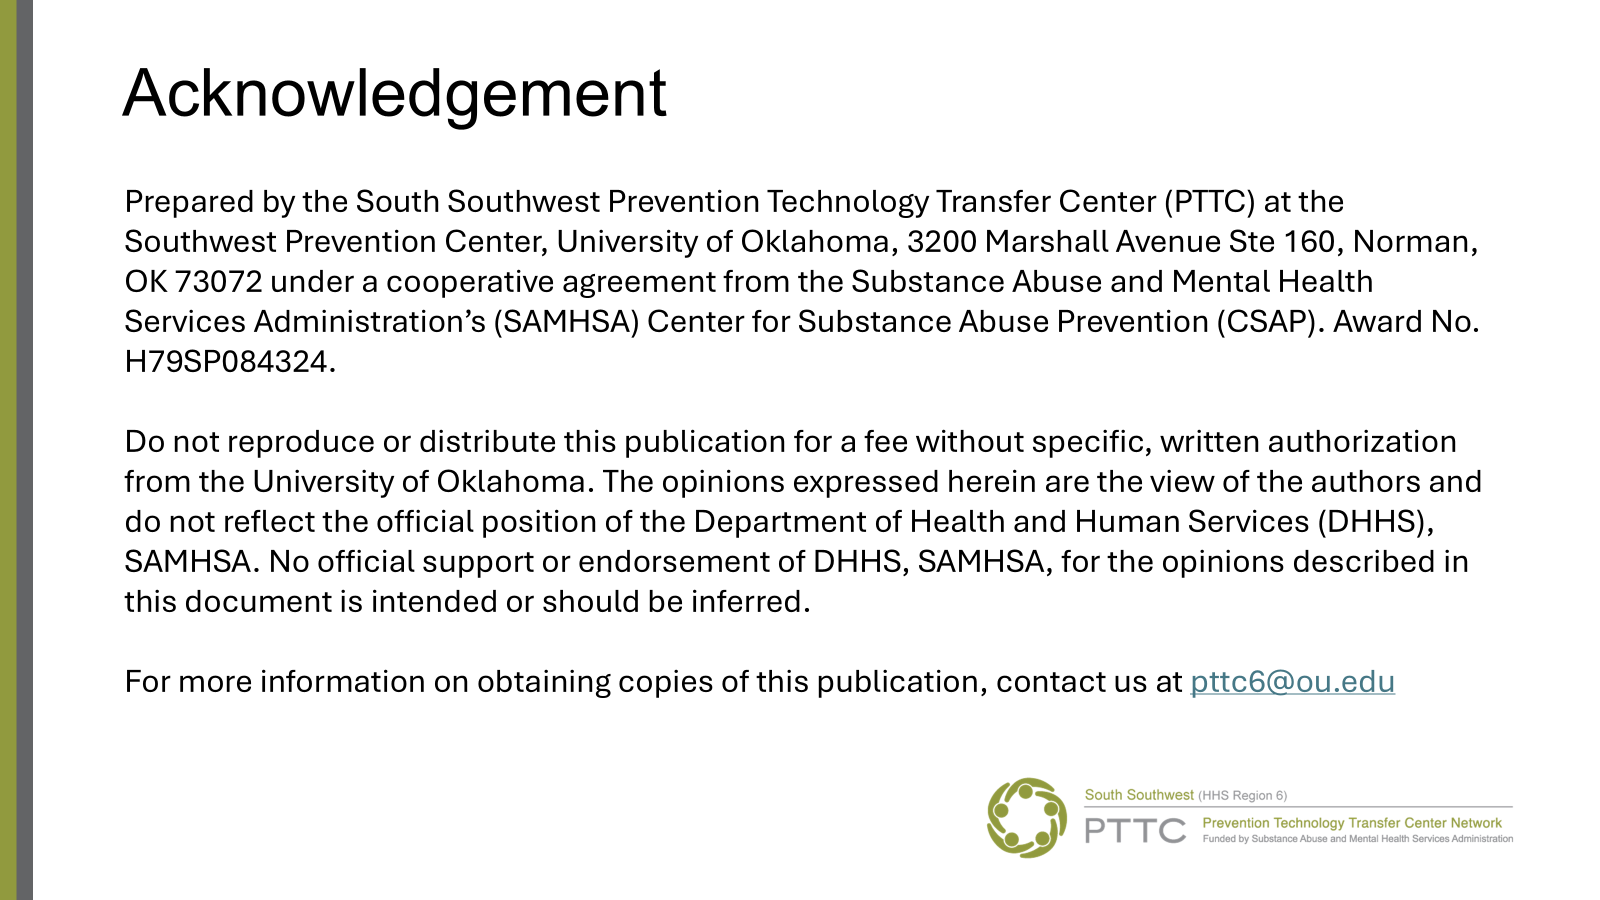 Acknowledgement
Prepared by the South Southwest Prevention Technology Transfer Center (PTTC) at the
Southwest Prevention Center, University of Oklahoma, 3200 Marshall Avenue Ste 160, Norman,
OK 73072 under a cooperative agreement from the Substance Abuse and Mental Health
Services Administration’s (SAMHSA) Center for Substance Abuse Prevention (CSAP). Award No.
H79SP084324.
Do not reproduce or distribute this publication for a fee without specific, written authorization
from the University of Oklahoma. The opinions expressed herein are the view of the authors and
do not reflect the official position of the Department of Health and Human Services (DHHS),
SAMHSA. No official support or endorsement of DHHS, SAMHSA, for the opinions described in
this document is intended or should be inferred.
For more information on obtaining copies of this publication, contact us at pttc6@ou.edu
South Southwest (HHS Region 6)
PTTC
Prevention Technology Transfer Center Network
Funded by Substance Abuse and Mental Health Services Administration